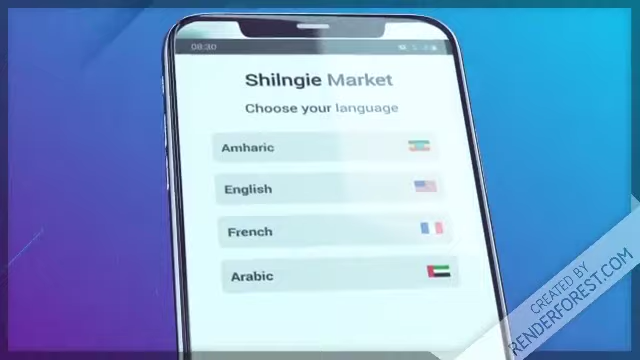 08:30
Shilngie Market
Choose your language
Amharic
English
French
Arabic
CREATED BY
RENDERFOREST.COM